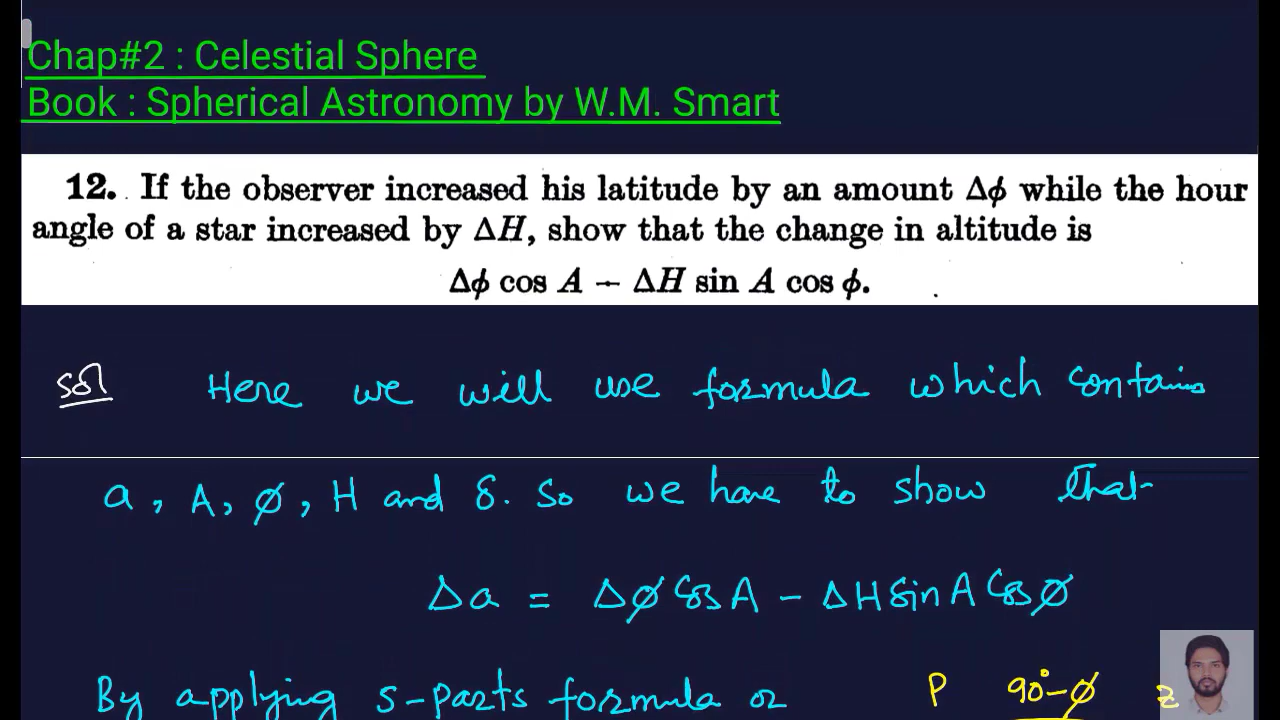 Chap#2 : Celestial Sphere
Book : Spherical Astronomy by W.M. Smart
12. If the observer increased his latitude by an amount Δϕ while the hour
angle of a star increased by ΔH, show that the change in altitude is
Δϕ cos A − ΔH sin A cos ϕ.
Sol Here we will use formula which contains
a, A, ϕ, H and δ. So we have to show that
Δa = Δϕ Cos A − ΔH Sin A Cos ϕ
By applying 5-parts formula or
P 90°-ϕ z